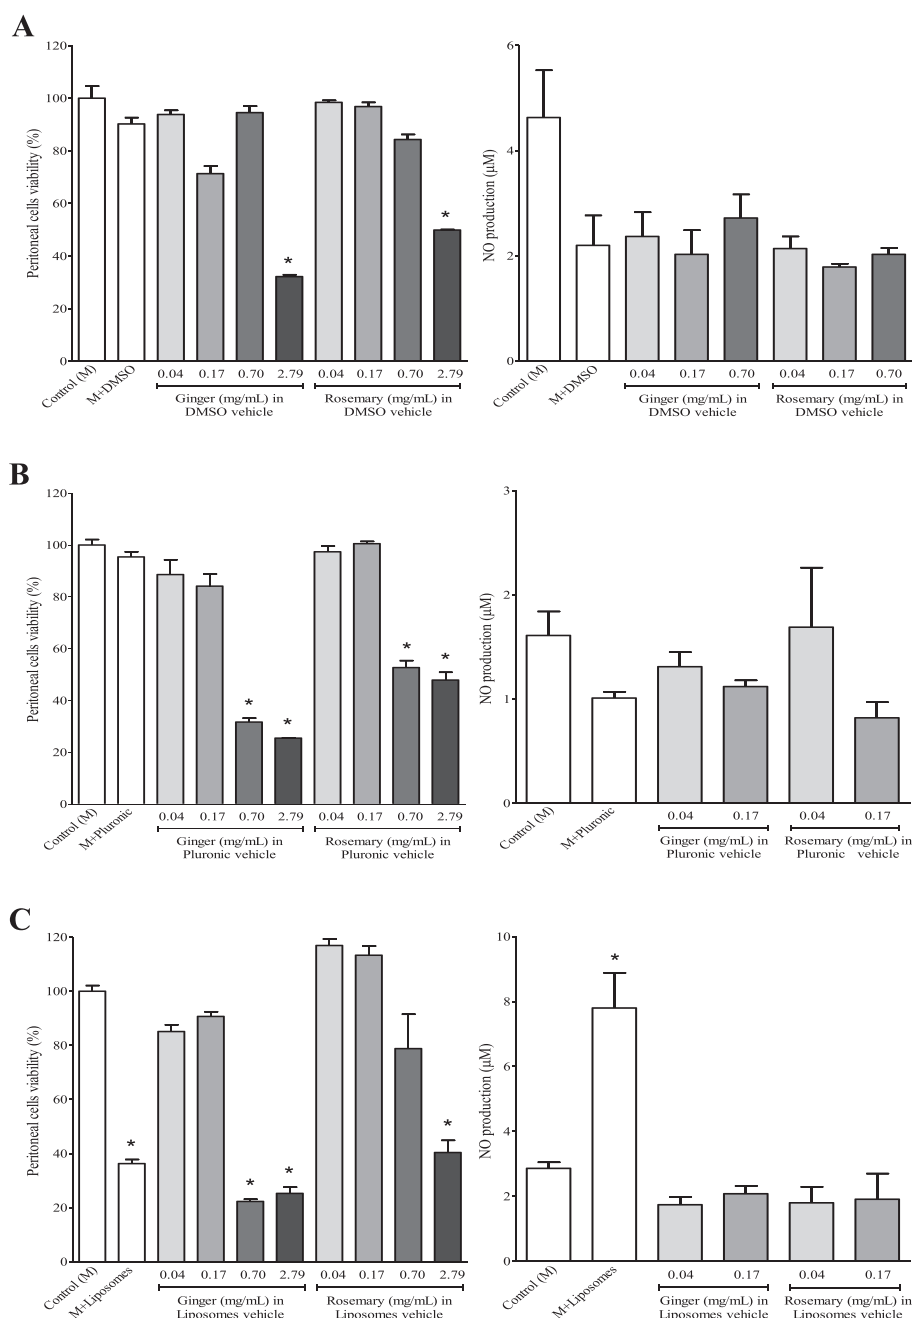 A
120
100
80
60
40
20
0
Peritoneal cells viability (%)
*
*
Control (M)
M+DMSO
0.04 0.17 0.70 2.79 0.04 0.17 0.70 2.79
Ginger (mg/mL) in Rosemary (mg/mL) in
DMSO vehicle DMSO vehicle
6
4
2
0
NO production (μM)
Control (M)
M+DMSO
0.04 0.17 0.70 0.04 0.17 0.70
Ginger (mg/mL) in Rosemary (mg/mL) in
DMSO vehicle DMSO vehicle
B
120
100
80
60
40
20
0
Peritoneal cells viability (%)
*
*
*
*
Control (M)
M+Pluronic
0.04 0.17 0.70 2.79 0.04 0.17 0.70 2.79
Ginger (mg/mL) in Rosemary (mg/mL) in
Pluronic vehicle Pluronic vehicle
3
2
1
0
NO production (μM)
Control (M)
M+Pluronic
0.04 0.17 0.04 0.17
Ginger (mg/mL) in Rosemary (mg/mL) in
Pluronic vehicle Pluronic vehicle
C
120
100
80
60
40
20
0
Peritoneal cells viability (%)
*
*
*
*
Control (M)
M+Liposomes
0.04 0.17 0.70 2.79 0.04 0.17 0.70 2.79
Ginger (mg/mL) in Rosemary (mg/mL) in
Liposomes vehicle Liposomes vehicle
10
8
6
4
2
0
NO production (μM)
*
Control (M)
M+Liposomes
0.04 0.17 0.04 0.17
Ginger (mg/mL) in Rosemary (mg/mL) in
Liposomes vehicle Liposomes vehicle